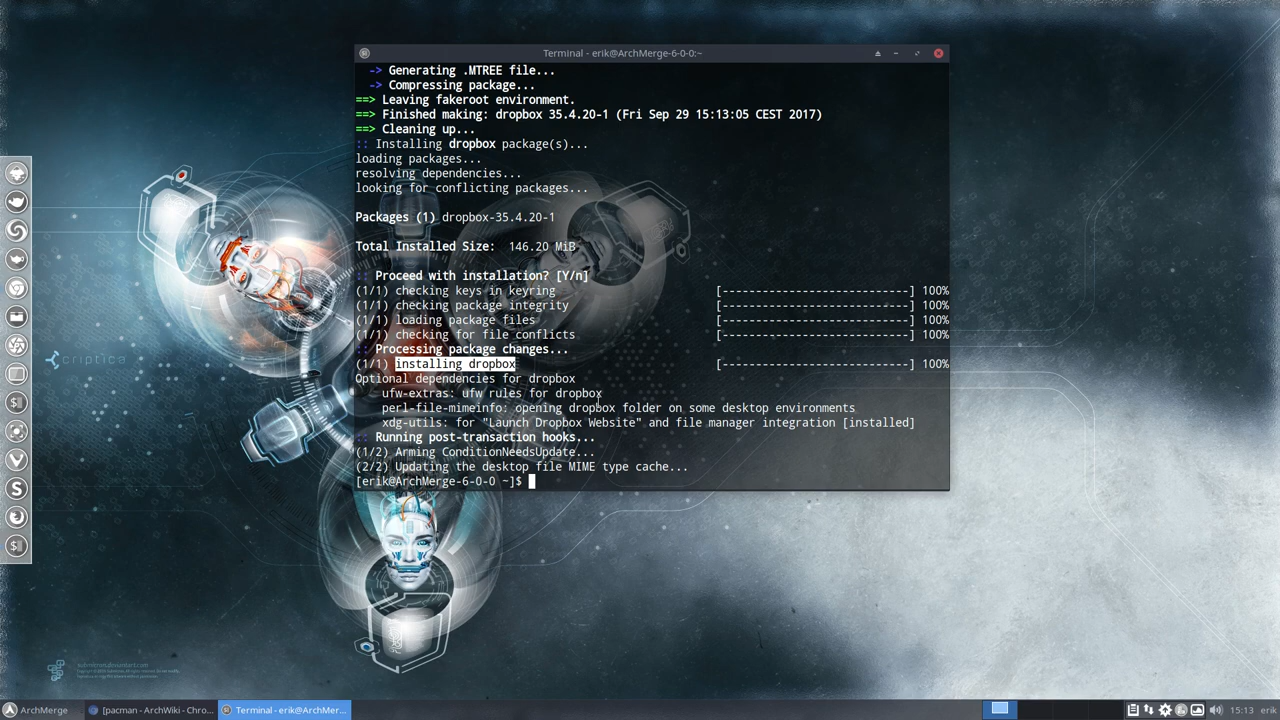 Terminal - erik@ArchMerge-6-0-0:~
-> Generating .MTREE file...
-> Compressing package...
==> Leaving fakeroot environment.
==> Finished making: dropbox 35.4.20-1 (Fri Sep 29 15:13:05 CEST 2017)
==> Cleaning up...
:: Installing dropbox package(s)...
loading packages...
resolving dependencies...
looking for conflicting packages...
Packages (1) dropbox-35.4.20-1
Total Installed Size:  146.20 MiB
:: Proceed with installation? [Y/n]
(1/1) checking keys in keyring [----------------------------] 100%
(1/1) checking package integrity [----------------------------] 100%
(1/1) loading package files [----------------------------] 100%
(1/1) checking for file conflicts [----------------------------] 100%
:: Processing package changes...
(1/1) installing dropbox [----------------------------] 100%
Optional dependencies for dropbox
ufw-extras: ufw rules for dropbox
perl-file-mimeinfo: opening dropbox folder on some desktop environments
xdg-utils: for "Launch Dropbox Website" and file manager integration [installed]
:: Running post-transaction hooks...
(1/2) Arming ConditionNeedsUpdate...
(2/2) Updating the desktop file MIME type cache...
[erik@ArchMerge-6-0-0 ~]$
criptica
ArchMerge
[pacman - ArchWiki - Chro...
Terminal - erik@ArchMer...
15:13
erik